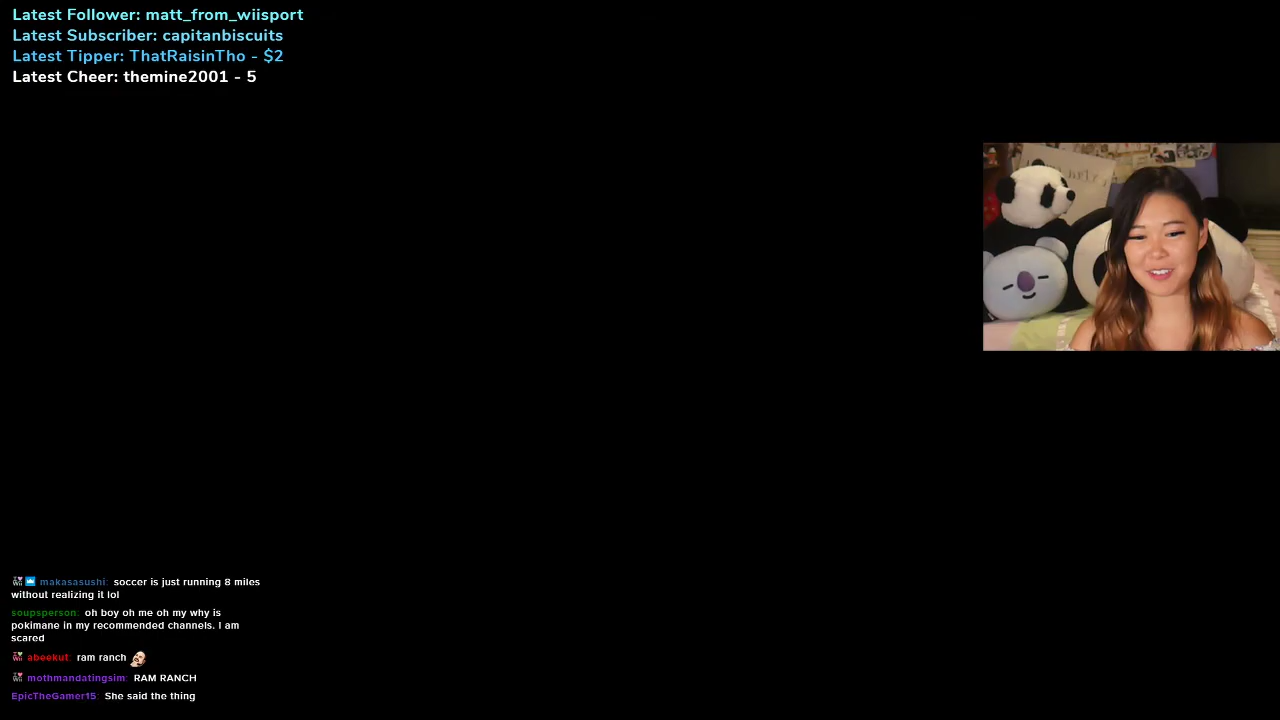 Latest Follower: matt_from_wiisport
Latest Subscriber: capitanbiscuits
Latest Tipper: ThatRaisinTho - $2
Latest Cheer: themine2001 - 5
makasasushi: soccer is just running 8 miles
without realizing it lol
soupsperson: oh boy oh me oh my why is
pokimane in my recommended channels. I am
scared
abeekut: ram ranch
mothmandatingsim: RAM RANCH
EpicTheGamer15: She said the thing